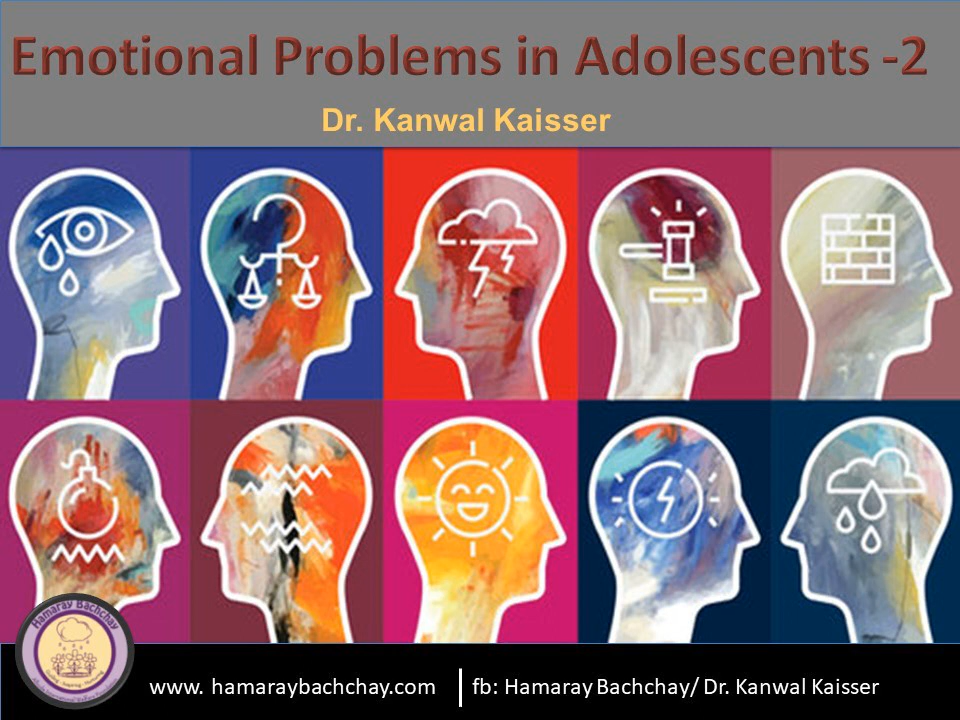 Emotional Problems in Adolescents -2
Dr. Kanwal Kaisser
Hamaray Bachchay
www. hamaraybachchay.com
fb: Hamaray Bachchay/ Dr. Kanwal Kaisser